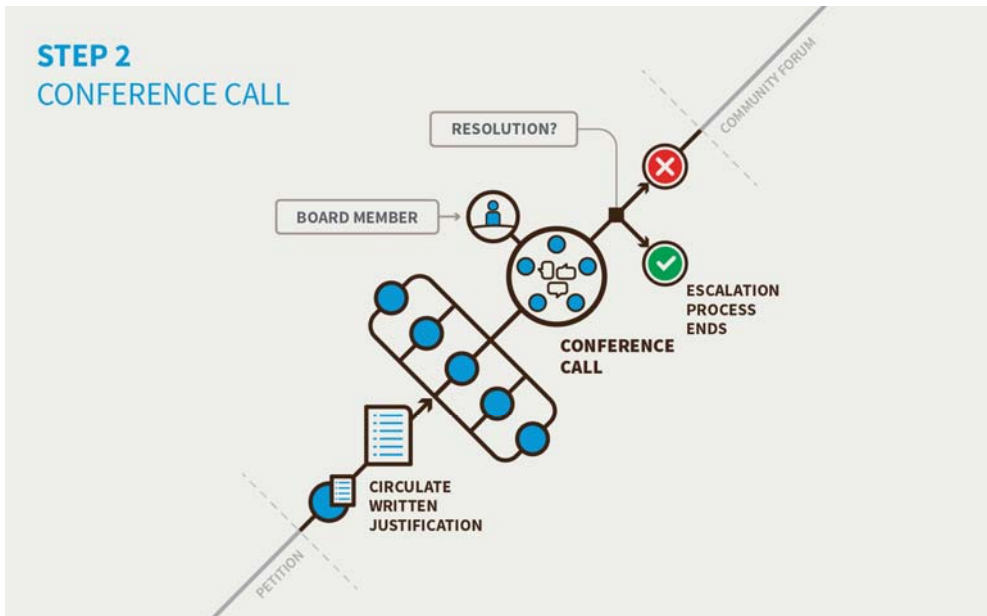 STEP 2
CONFERENCE CALL
COMMUNITY FORUM
RESOLUTION?
BOARD MEMBER
ESCALATION
PROCESS
ENDS
CONFERENCE
CALL
CIRCULATE
WRITTEN
JUSTIFICATION
PETITION